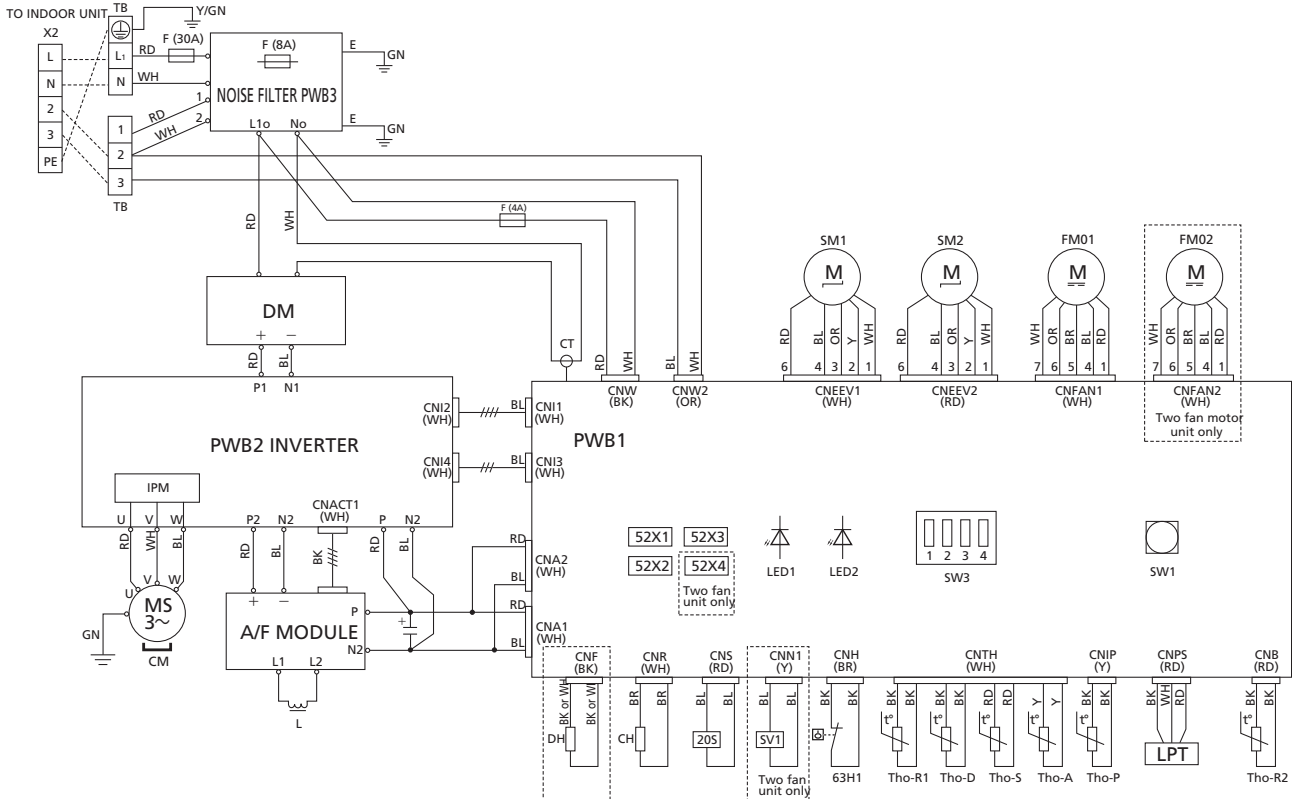 TO INDOOR UNIT
TB
Y/GN
X2
L
N
2
3
PE
L1
N
RD
F (30A)
WH
F (8A)
NOISE FILTER PWB3
E
GN
E
GN
1
2
RD
WH
L1o
No
1
2
3
TB
RD
WH
F (4A)
DM
+
−
RD
BL
P1
N1
CT
RD
WH
BL
WH
CNW
(BK)
CNW2
(OR)
SM1
M
RD
BL
OR
Y
WH
6
4
3
2
1
CNEEV1
(WH)
SM2
M
RD
BL
OR
Y
WH
6
4
3
2
1
CNEEV2
(RD)
FM01
M
WH
OR
BR
BL
RD
7
6
5
4
1
CNFAN1
(WH)
FM02
M
WH
OR
BR
BL
RD
7
6
5
4
1
CNFAN2
(WH)
Two fan motor
unit only
PWB2 INVERTER
CNI2
(WH)
BL
CNI1
(WH)
CNI4
(WH)
BL
CNI3
(WH)
PWB1
IPM
U
V
W
P2
N2
CNACT1
(WH)
P
N2
RD
WH
BL
RD
BL
BK
RD
BL
U
V
W
MS
3~
CM
GN
+
−
A/F MODULE
P
N2
L1
L2
L
+
RD
CNA2
(WH)
BL
RD
CNA1
(WH)
BL
52X1
52X3
52X2
52X4
Two fan
unit only
LED1
LED2
1 2 3 4
SW3
SW1
CNF
(BK)
BK or WH
BK or WH
DH
CNR
(WH)
BR
BR
CH
CNS
(RD)
BL
BL
20S
CNN1
(Y)
BL
BL
SV1
Two fan
unit only
CNH
(BR)
BK
BK
63H1
CNTH
(WH)
BK
BK
t°
Tho-R1
BK
BK
t°
Tho-D
RD
RD
t°
Tho-S
Y
Y
t°
Tho-A
CNIP
(Y)
BK
BK
t°
Tho-P
CNPS
(RD)
BK
WH
RD
LPT
CNB
(RD)
BK
BK
t°
Tho-R2